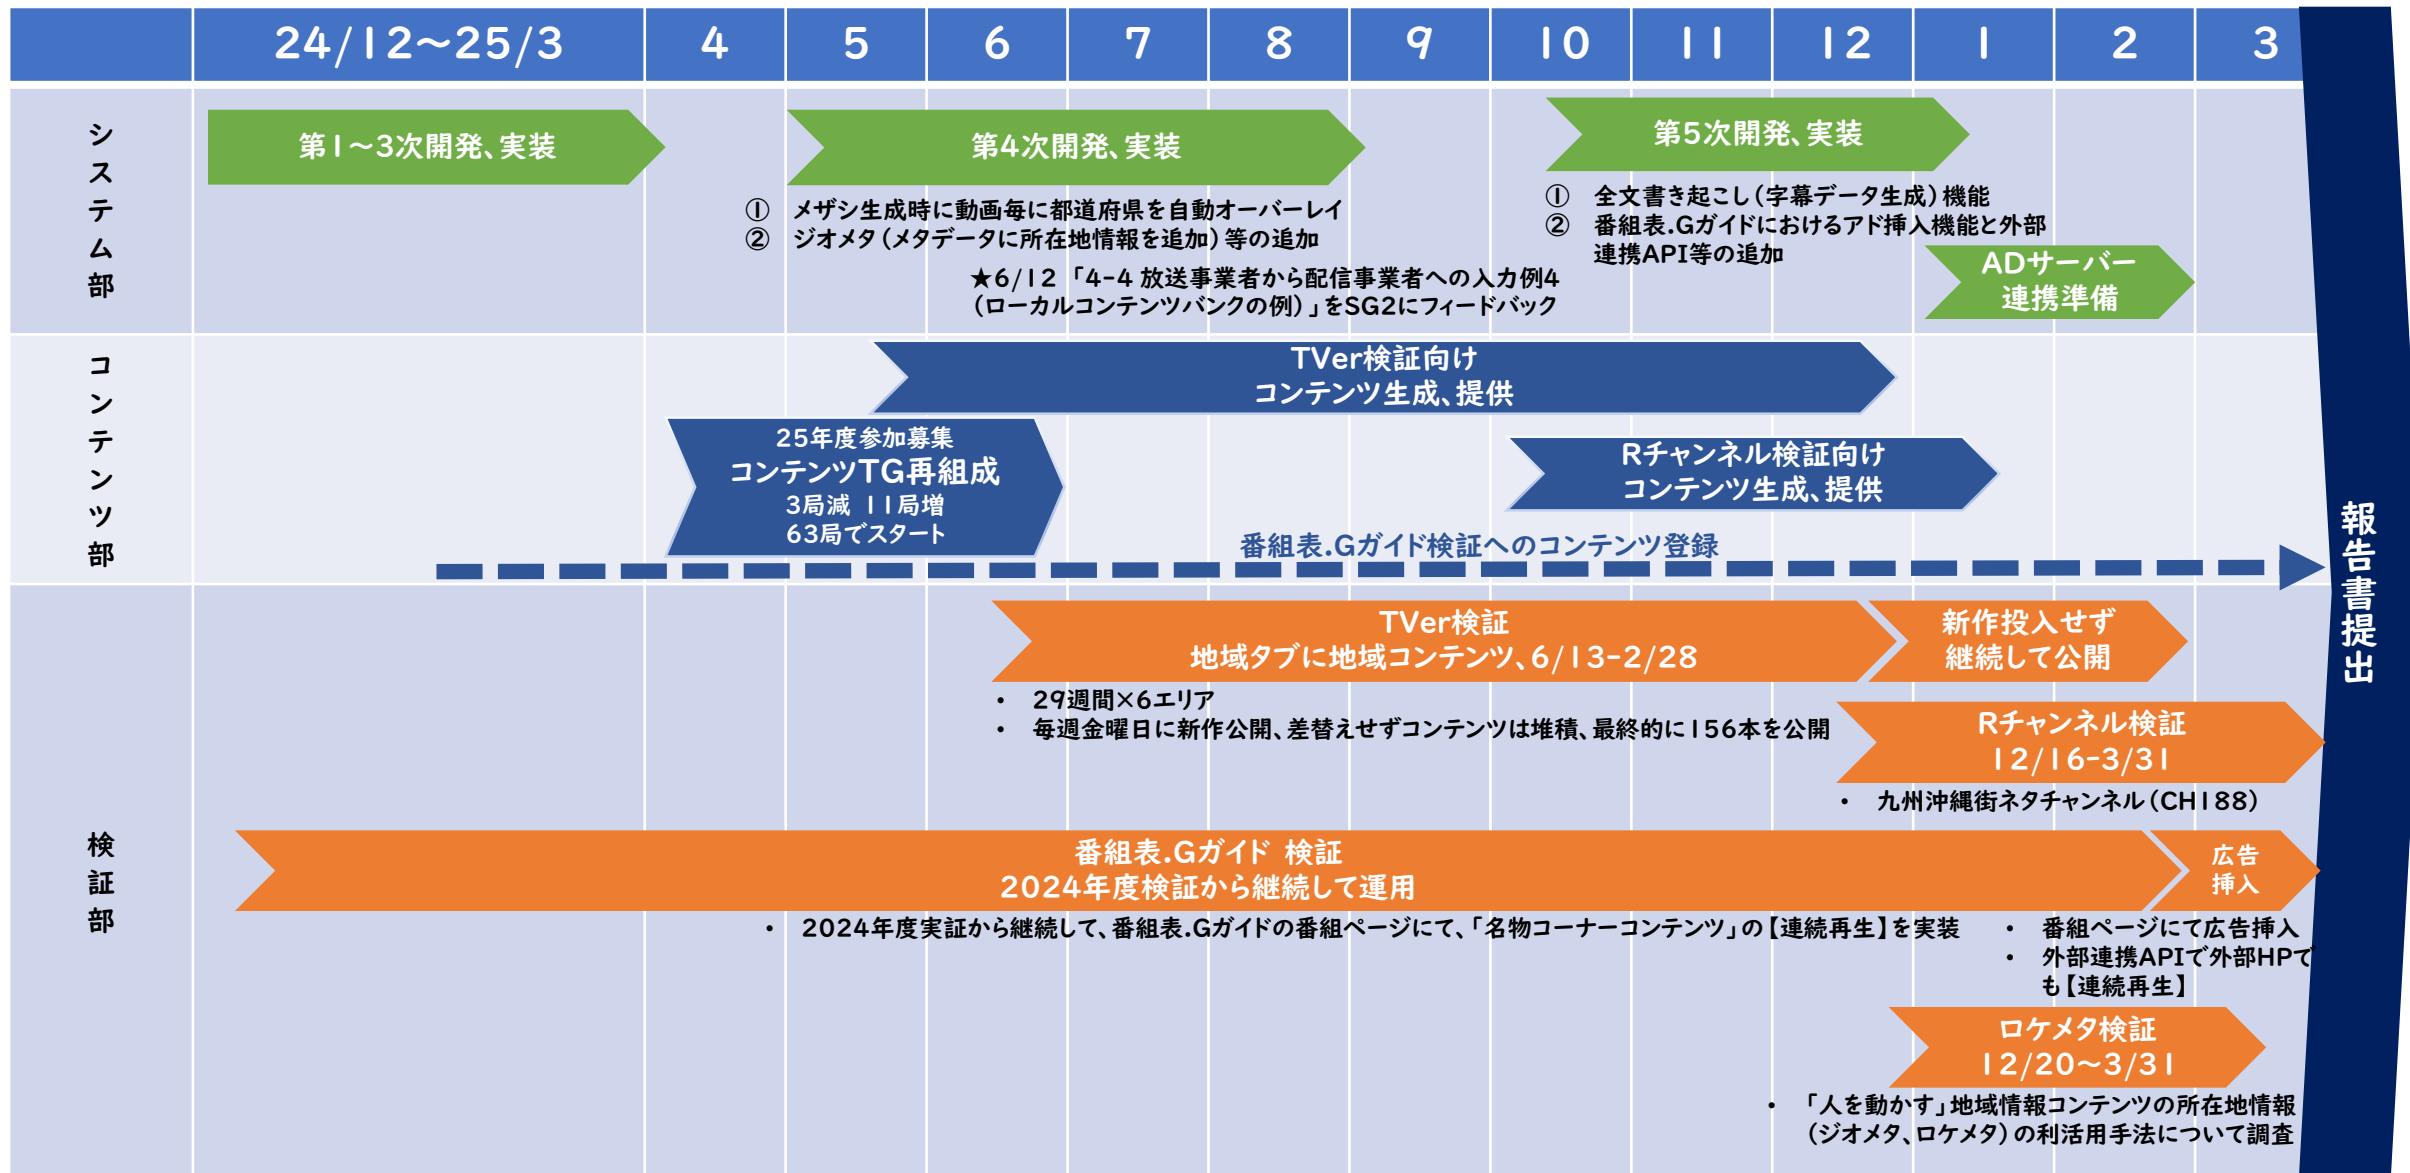 24/12～25/3 4 5 6 7 8 9 10 11 12 1 2 3
システム部
第1～3次開発、実装
第4次開発、実装
① メザシ生成時に動画毎に都道府県を自動オーバーレイ
② ジオメタ（メタデータに所在地情報を追加）等の追加
★6/12 「4-4 放送事業者から配信事業者への入力例4
（ローカルコンテンツバンクの例）」をSG2にフィードバック
第5次開発、実装
① 全文書き起こし（字幕データ生成）機能
② 番組表.Gガイドにおけるアド挿入機能と外部
連携API等の追加
ADサーバー
連携準備
コンテンツ部
TVer検証向け
コンテンツ生成、提供
25年度参加募集
コンテンツTG再組成
3局減 11局増
63局でスタート
Rチャンネル検証向け
コンテンツ生成、提供
番組表.Gガイド検証へのコンテンツ登録
検証部
TVer検証
地域タブに地域コンテンツ、6/13-2/28
新作投入せず
継続して公開
• 29週間×6エリア
• 毎週金曜日に新作公開、差替えせずコンテンツは堆積、最終的に156本を公開
Rチャンネル検証
12/16-3/31
• 九州沖縄街ネタチャンネル（CH188）
番組表.Gガイド 検証
2024年度検証から継続して運用
広告
挿入
• 2024年度実証から継続して、番組表.Gガイドの番組ページにて、「名物コーナーコンテンツ」の【連続再生】を実装
• 番組ページにて広告挿入
• 外部連携APIで外部HPで
も【連続再生】
ロケメタ検証
12/20～3/31
• 「人を動かす」地域情報コンテンツの所在地情報
（ジオメタ、ロケメタ）の利活用手法について調査
報告書提出